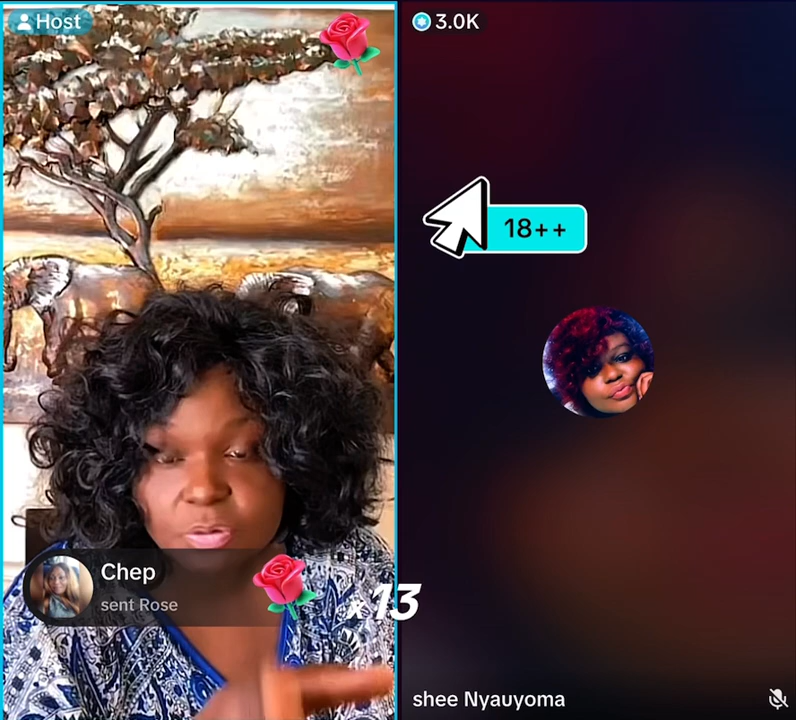 Host
3.0K
18++
Chep
sent Rose
x13
shee Nyauyoma